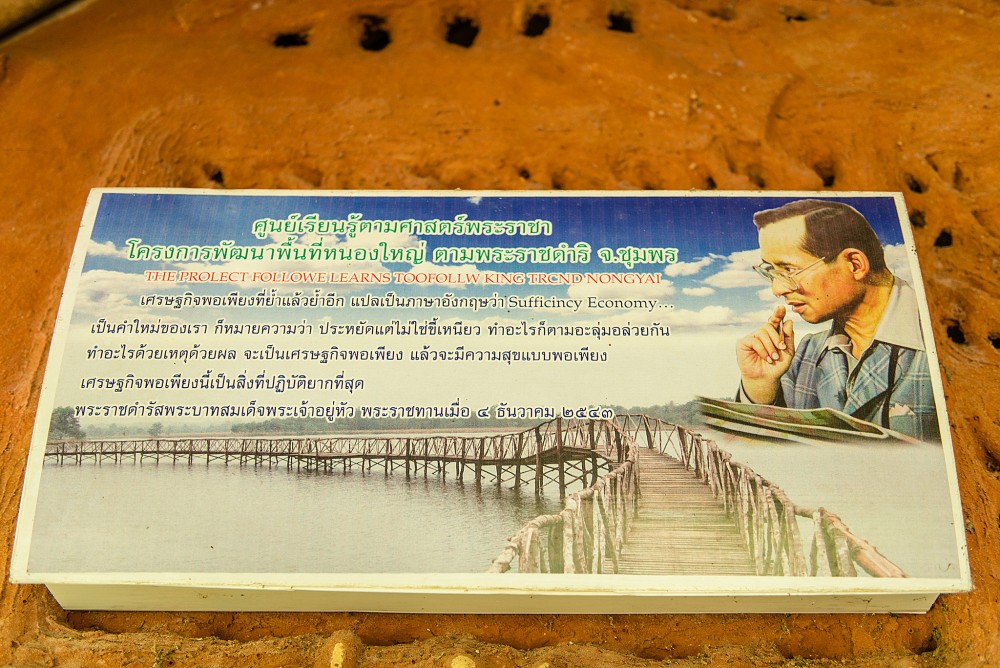 ศูนย์เรียนรู้ตามศาสตร์พระราชา
โครงการพัฒนาพื้นที่หนองใหญ่ ตามพระราชดำริ จ.ชุมพร
THE PROLECT FOLLOWE LEARNS TOOFOLLW KING TRCND NONGYAI
เศรษฐกิจพอเพียงที่ย้ำแล้วย้ำอีก แปลเป็นภาษาอังกฤษว่า Sufficincy Economy...
เป็นคำใหม่ของเรา ก็หมายความว่า ประหยัดแต่ไม่ใช่ขี้เหนียว ทำอะไรก็ตามอะลุ่มอล่วยกัน
ทำอะไรด้วยเหตุด้วยผล จะเป็นเศรษฐกิจพอเพียง แล้วจะมีความสุขแบบพอเพียง
เศรษฐกิจพอเพียงนี้เป็นสิ่งที่ปฏิบัติยากที่สุด
พระราชดำรัสพระบาทสมเด็จพระเจ้าอยู่หัว พระราชทานเมื่อ ๔ ธันวาคม ๒๕๔๓